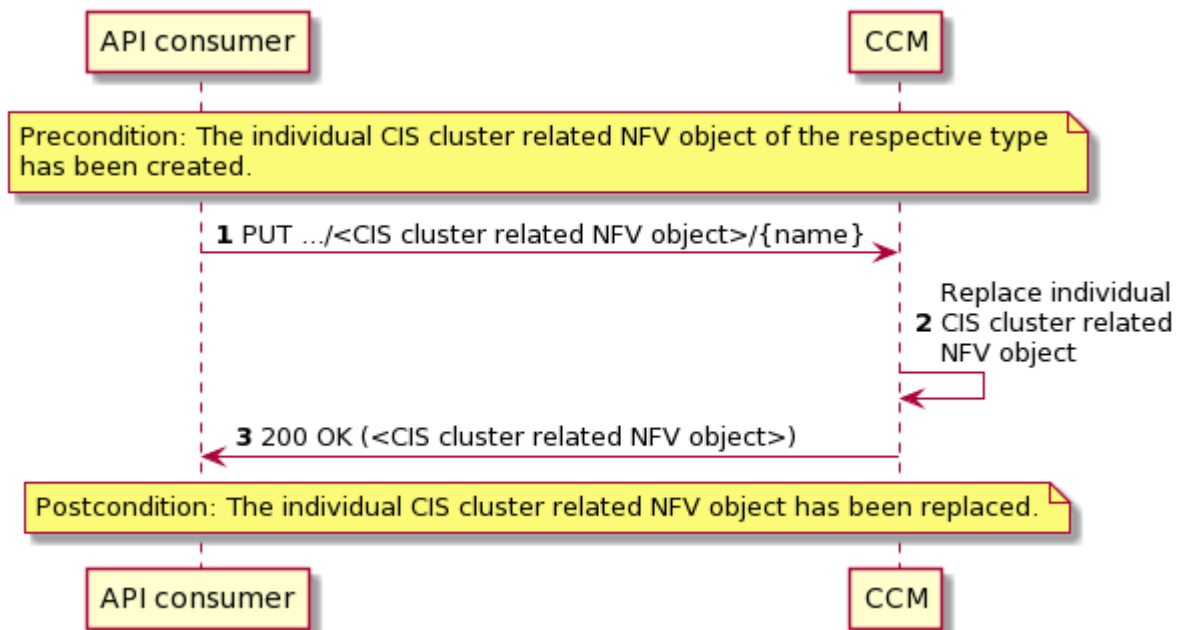 API consumer
CCM
Precondition: The individual CIS cluster related NFV object of the respective type
has been created.
1 PUT .../<CIS cluster related NFV object>/{name}
Replace individual
2 CIS cluster related
NFV object
3 200 OK (<CIS cluster related NFV object>)
Postcondition: The individual CIS cluster related NFV object has been replaced.
API consumer
CCM